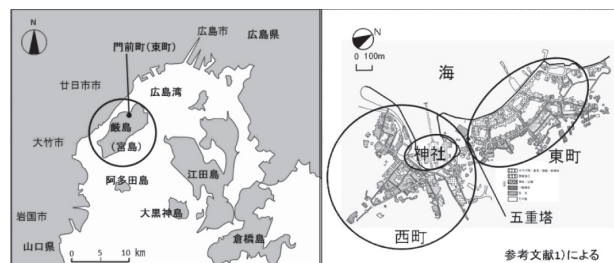 N
広島市
広島県
門前町(東町)
廿日市市
広島湾
厳島
(宮島)
大竹市
阿多田島
江田島
岩国市
大黒神島
山口県
倉橋島
0 5 10 km
N
0 100m
海
東町
神社
五重塔
西町
参考文献1)による